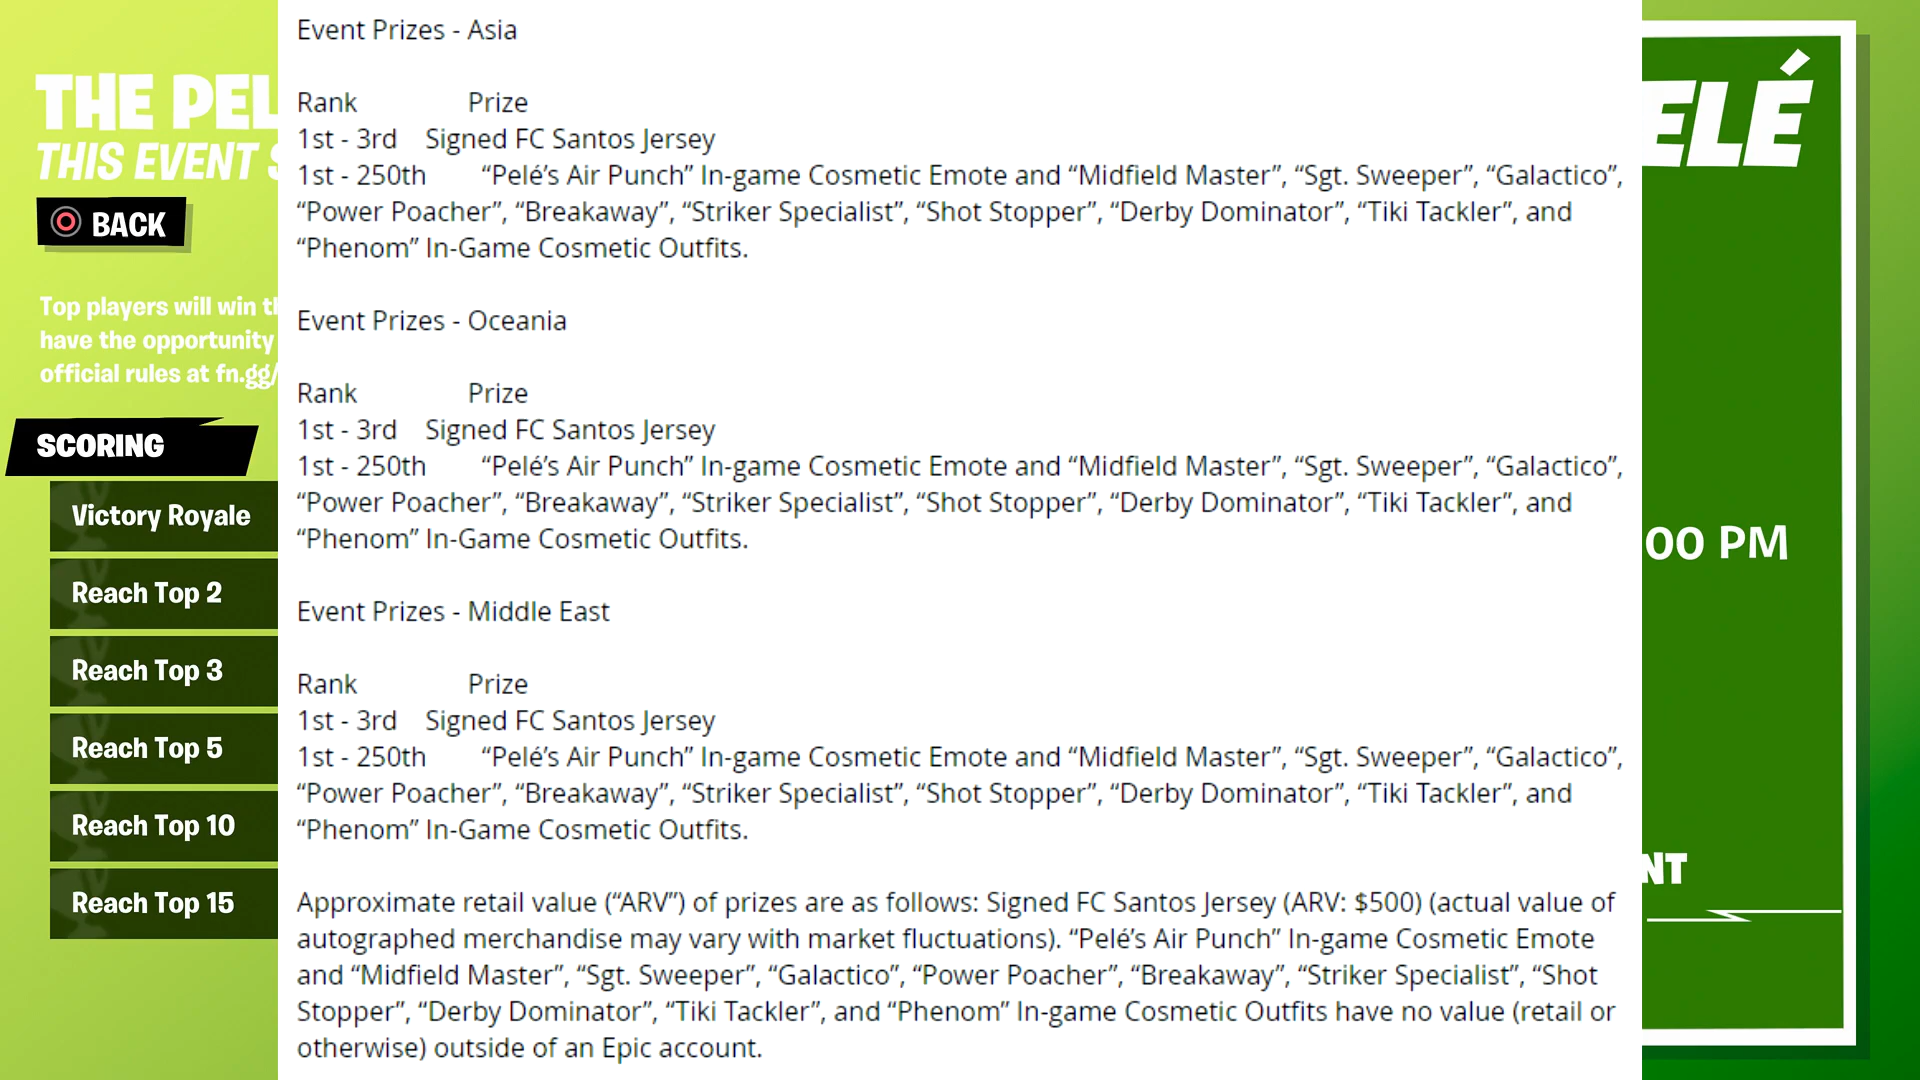 THE PEL
THIS EVENT
BACK
Top players will win
have the opportunity
official rules at fn.gg/
SCORING
Victory Royale
Reach Top 2
Reach Top 3
Reach Top 5
Reach Top 10
Reach Top 15
Event Prizes - Asia
Rank Prize
1st - 3rd Signed FC Santos Jersey
1st - 250th “Pelé’s Air Punch” In-game Cosmetic Emote and “Midfield Master”, “Sgt. Sweeper”, “Galactico”,
“Power Poacher”, “Breakaway”, “Striker Specialist”, “Shot Stopper”, “Derby Dominator”, “Tiki Tackler”, and
“Phenom” In-Game Cosmetic Outfits.
Event Prizes - Oceania
Rank Prize
1st - 3rd Signed FC Santos Jersey
1st - 250th “Pelé’s Air Punch” In-game Cosmetic Emote and “Midfield Master”, “Sgt. Sweeper”, “Galactico”,
“Power Poacher”, “Breakaway”, “Striker Specialist”, “Shot Stopper”, “Derby Dominator”, “Tiki Tackler”, and
“Phenom” In-Game Cosmetic Outfits.
Event Prizes - Middle East
Rank Prize
1st - 3rd Signed FC Santos Jersey
1st - 250th “Pelé’s Air Punch” In-game Cosmetic Emote and “Midfield Master”, “Sgt. Sweeper”, “Galactico”,
“Power Poacher”, “Breakaway”, “Striker Specialist”, “Shot Stopper”, “Derby Dominator”, “Tiki Tackler”, and
“Phenom” In-Game Cosmetic Outfits.
Approximate retail value (“ARV”) of prizes are as follows: Signed FC Santos Jersey (ARV: $500) (actual value of
autographed merchandise may vary with market fluctuations). “Pelé’s Air Punch” In-game Cosmetic Emote
and “Midfield Master”, “Sgt. Sweeper”, “Galactico”, “Power Poacher”, “Breakaway”, “Striker Specialist”, “Shot
Stopper”, “Derby Dominator”, “Tiki Tackler”, and “Phenom” In-game Cosmetic Outfits have no value (retail or
otherwise) outside of an Epic account.
ELÉ
00 PM
NT